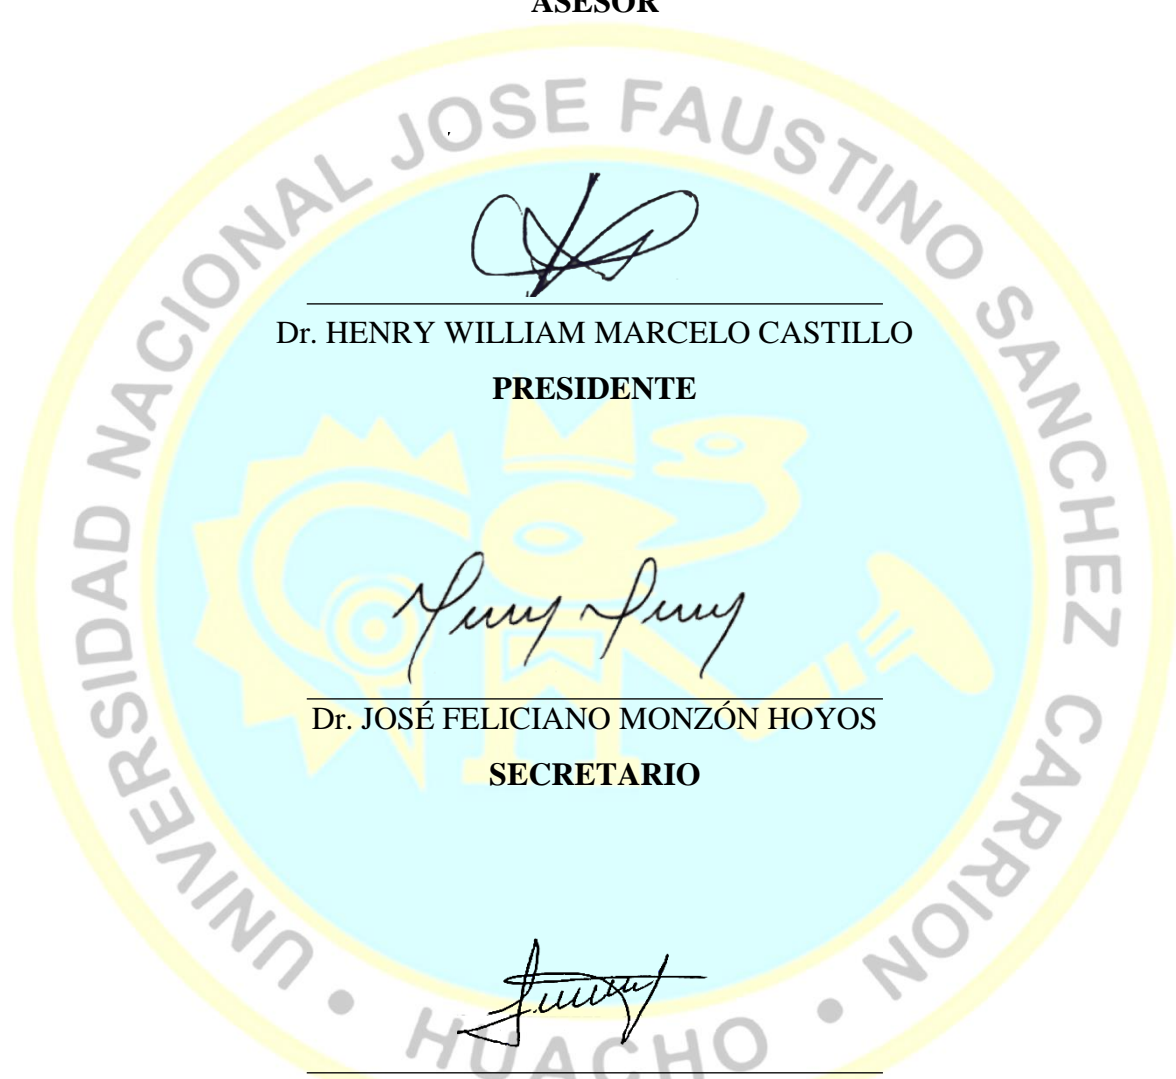 ASESOR
UNIVERSIDAD NACIONAL JOSE FAUSTINO SANCHEZ CARRION
• HUACHO •
Dr. HENRY WILLIAM MARCELO CASTILLO
PRESIDENTE
Dr. JOSÉ FELICIANO MONZÓN HOYOS
SECRETARIO